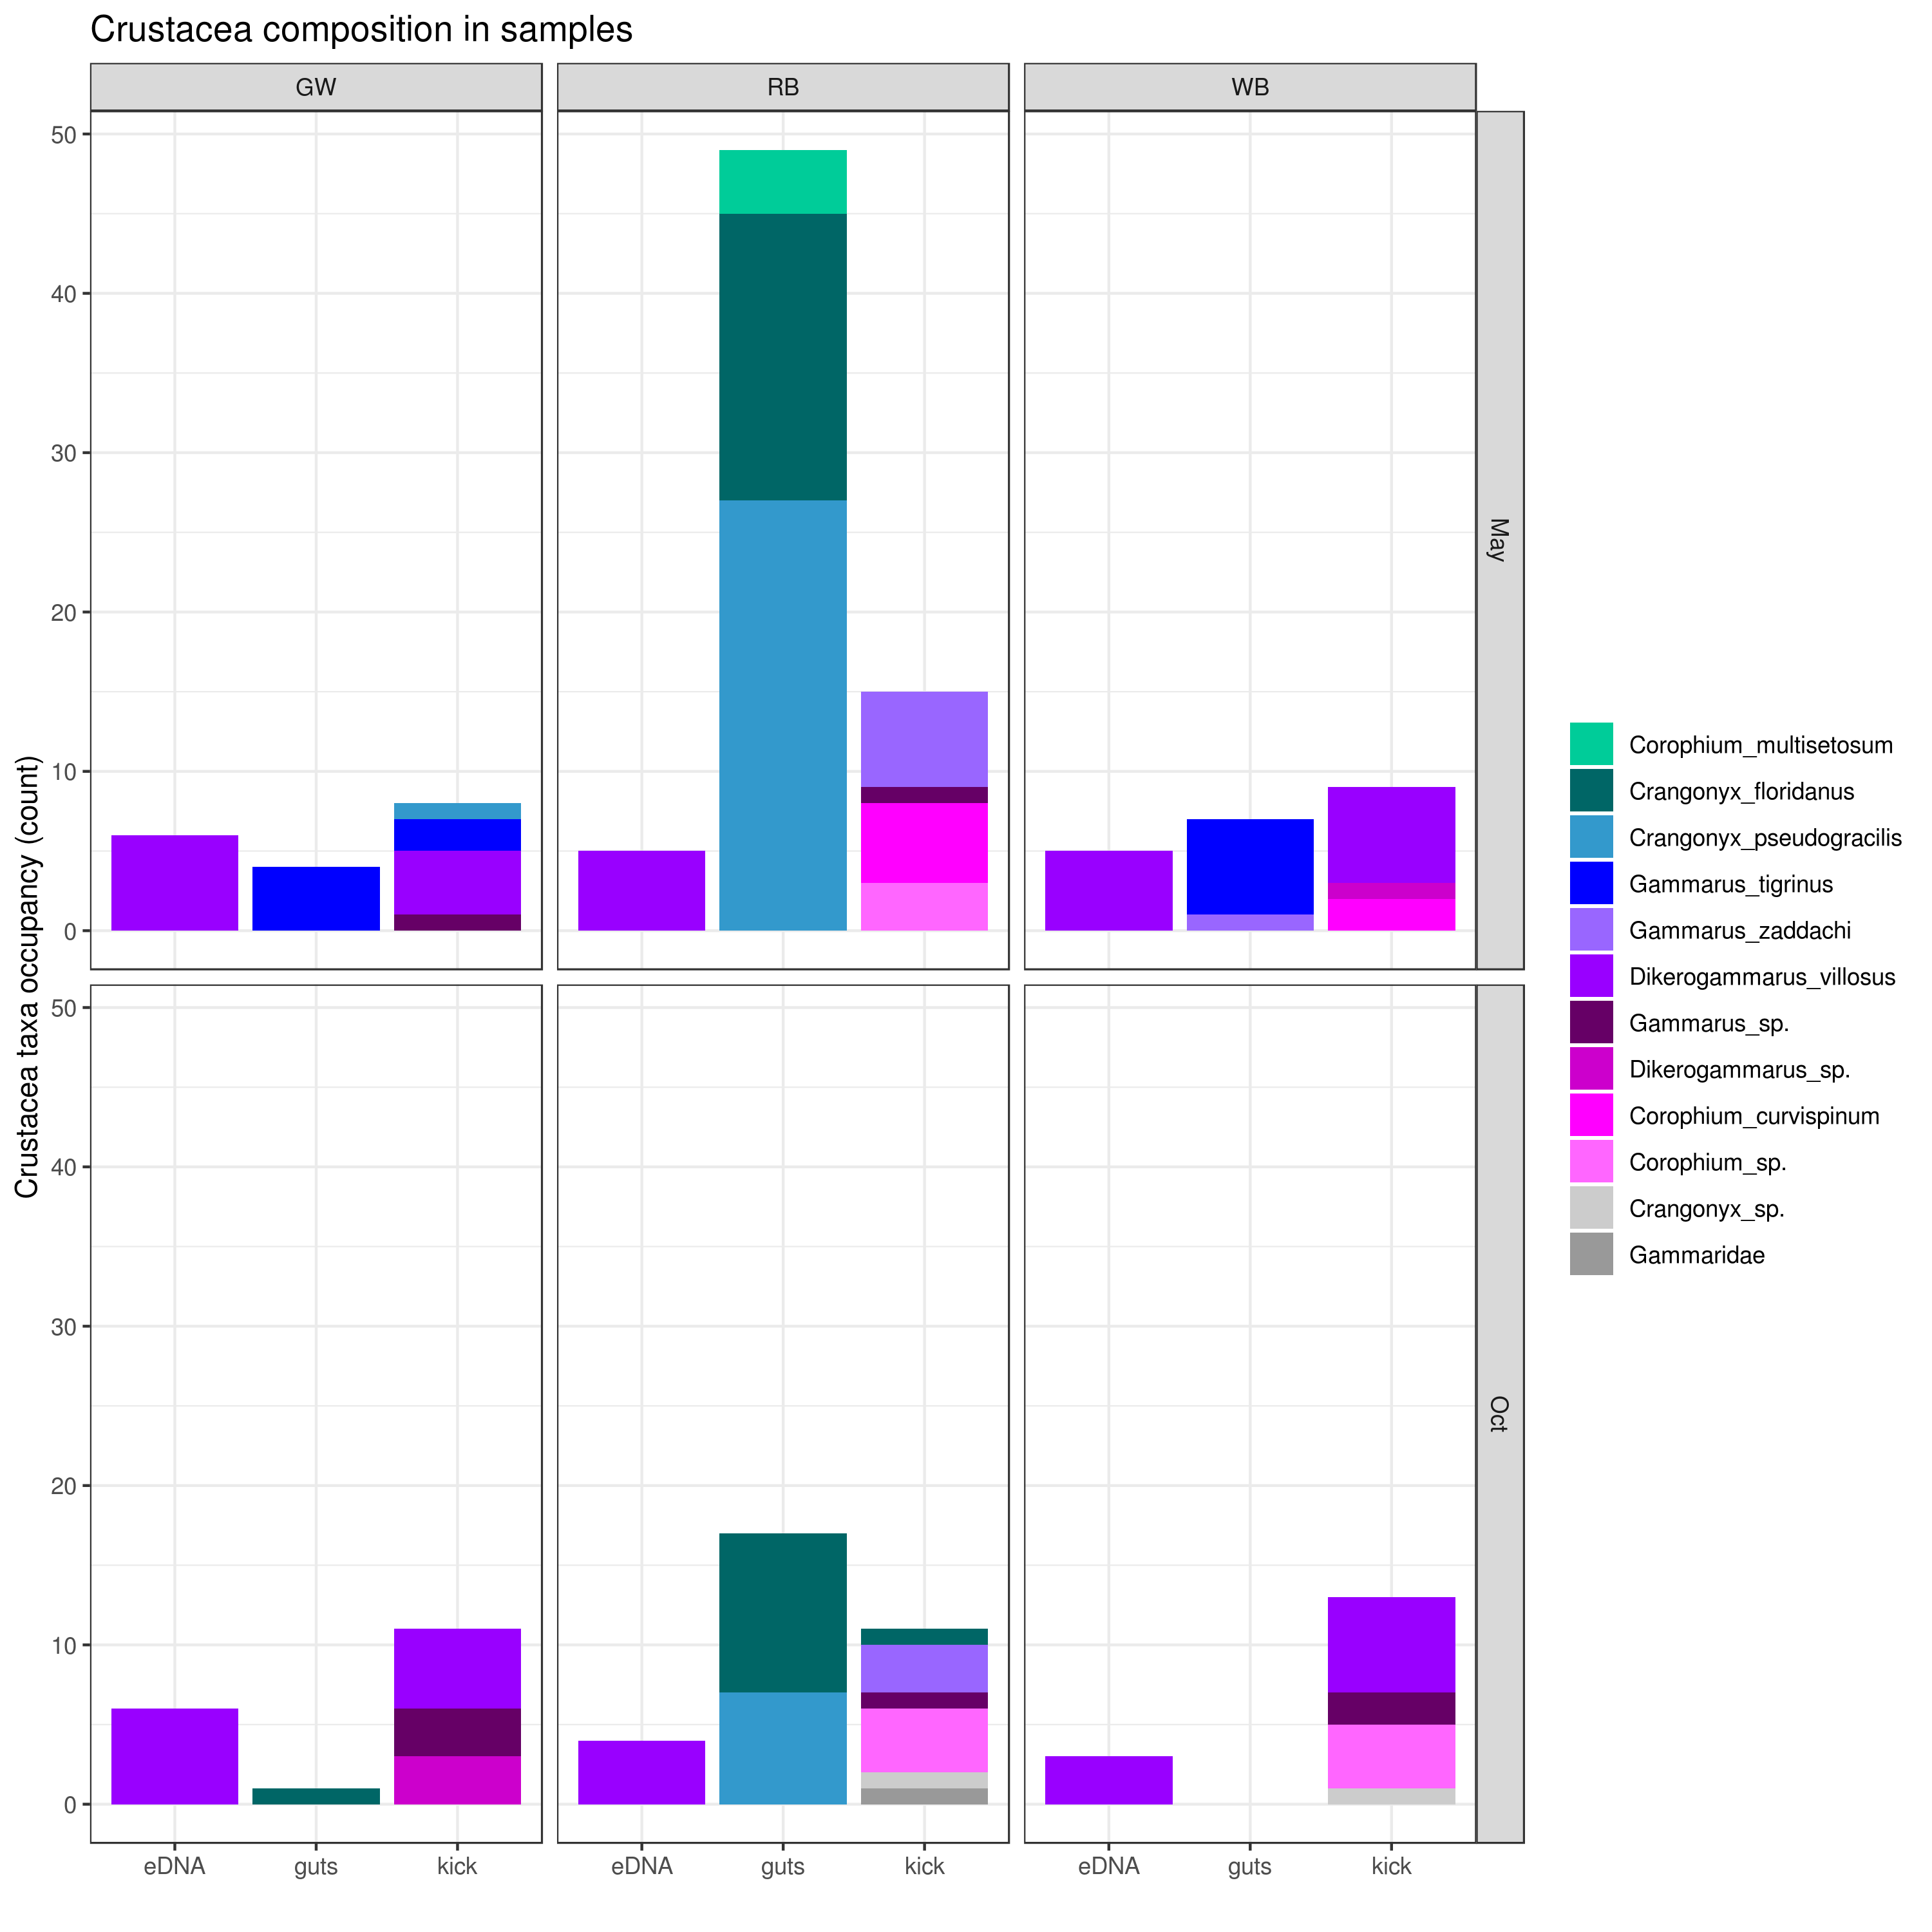 Crustacea composition in samples
GW
RB
WB
50
40
30
20
10
0
May
50
40
30
20
10
0
Oct
Crustacea taxa occupancy (count)
eDNA guts kick eDNA guts kick eDNA guts kick
Corophium_multisetosum
Crangonyx_floridanus
Crangonyx_pseudogracilis
Gammarus_tigrinus
Gammarus_zaddachi
Dikerogammarus_villosus
Gammarus_sp.
Dikerogammarus_sp.
Corophium_curvispinum
Corophium_sp.
Crangonyx_sp.
Gammaridae